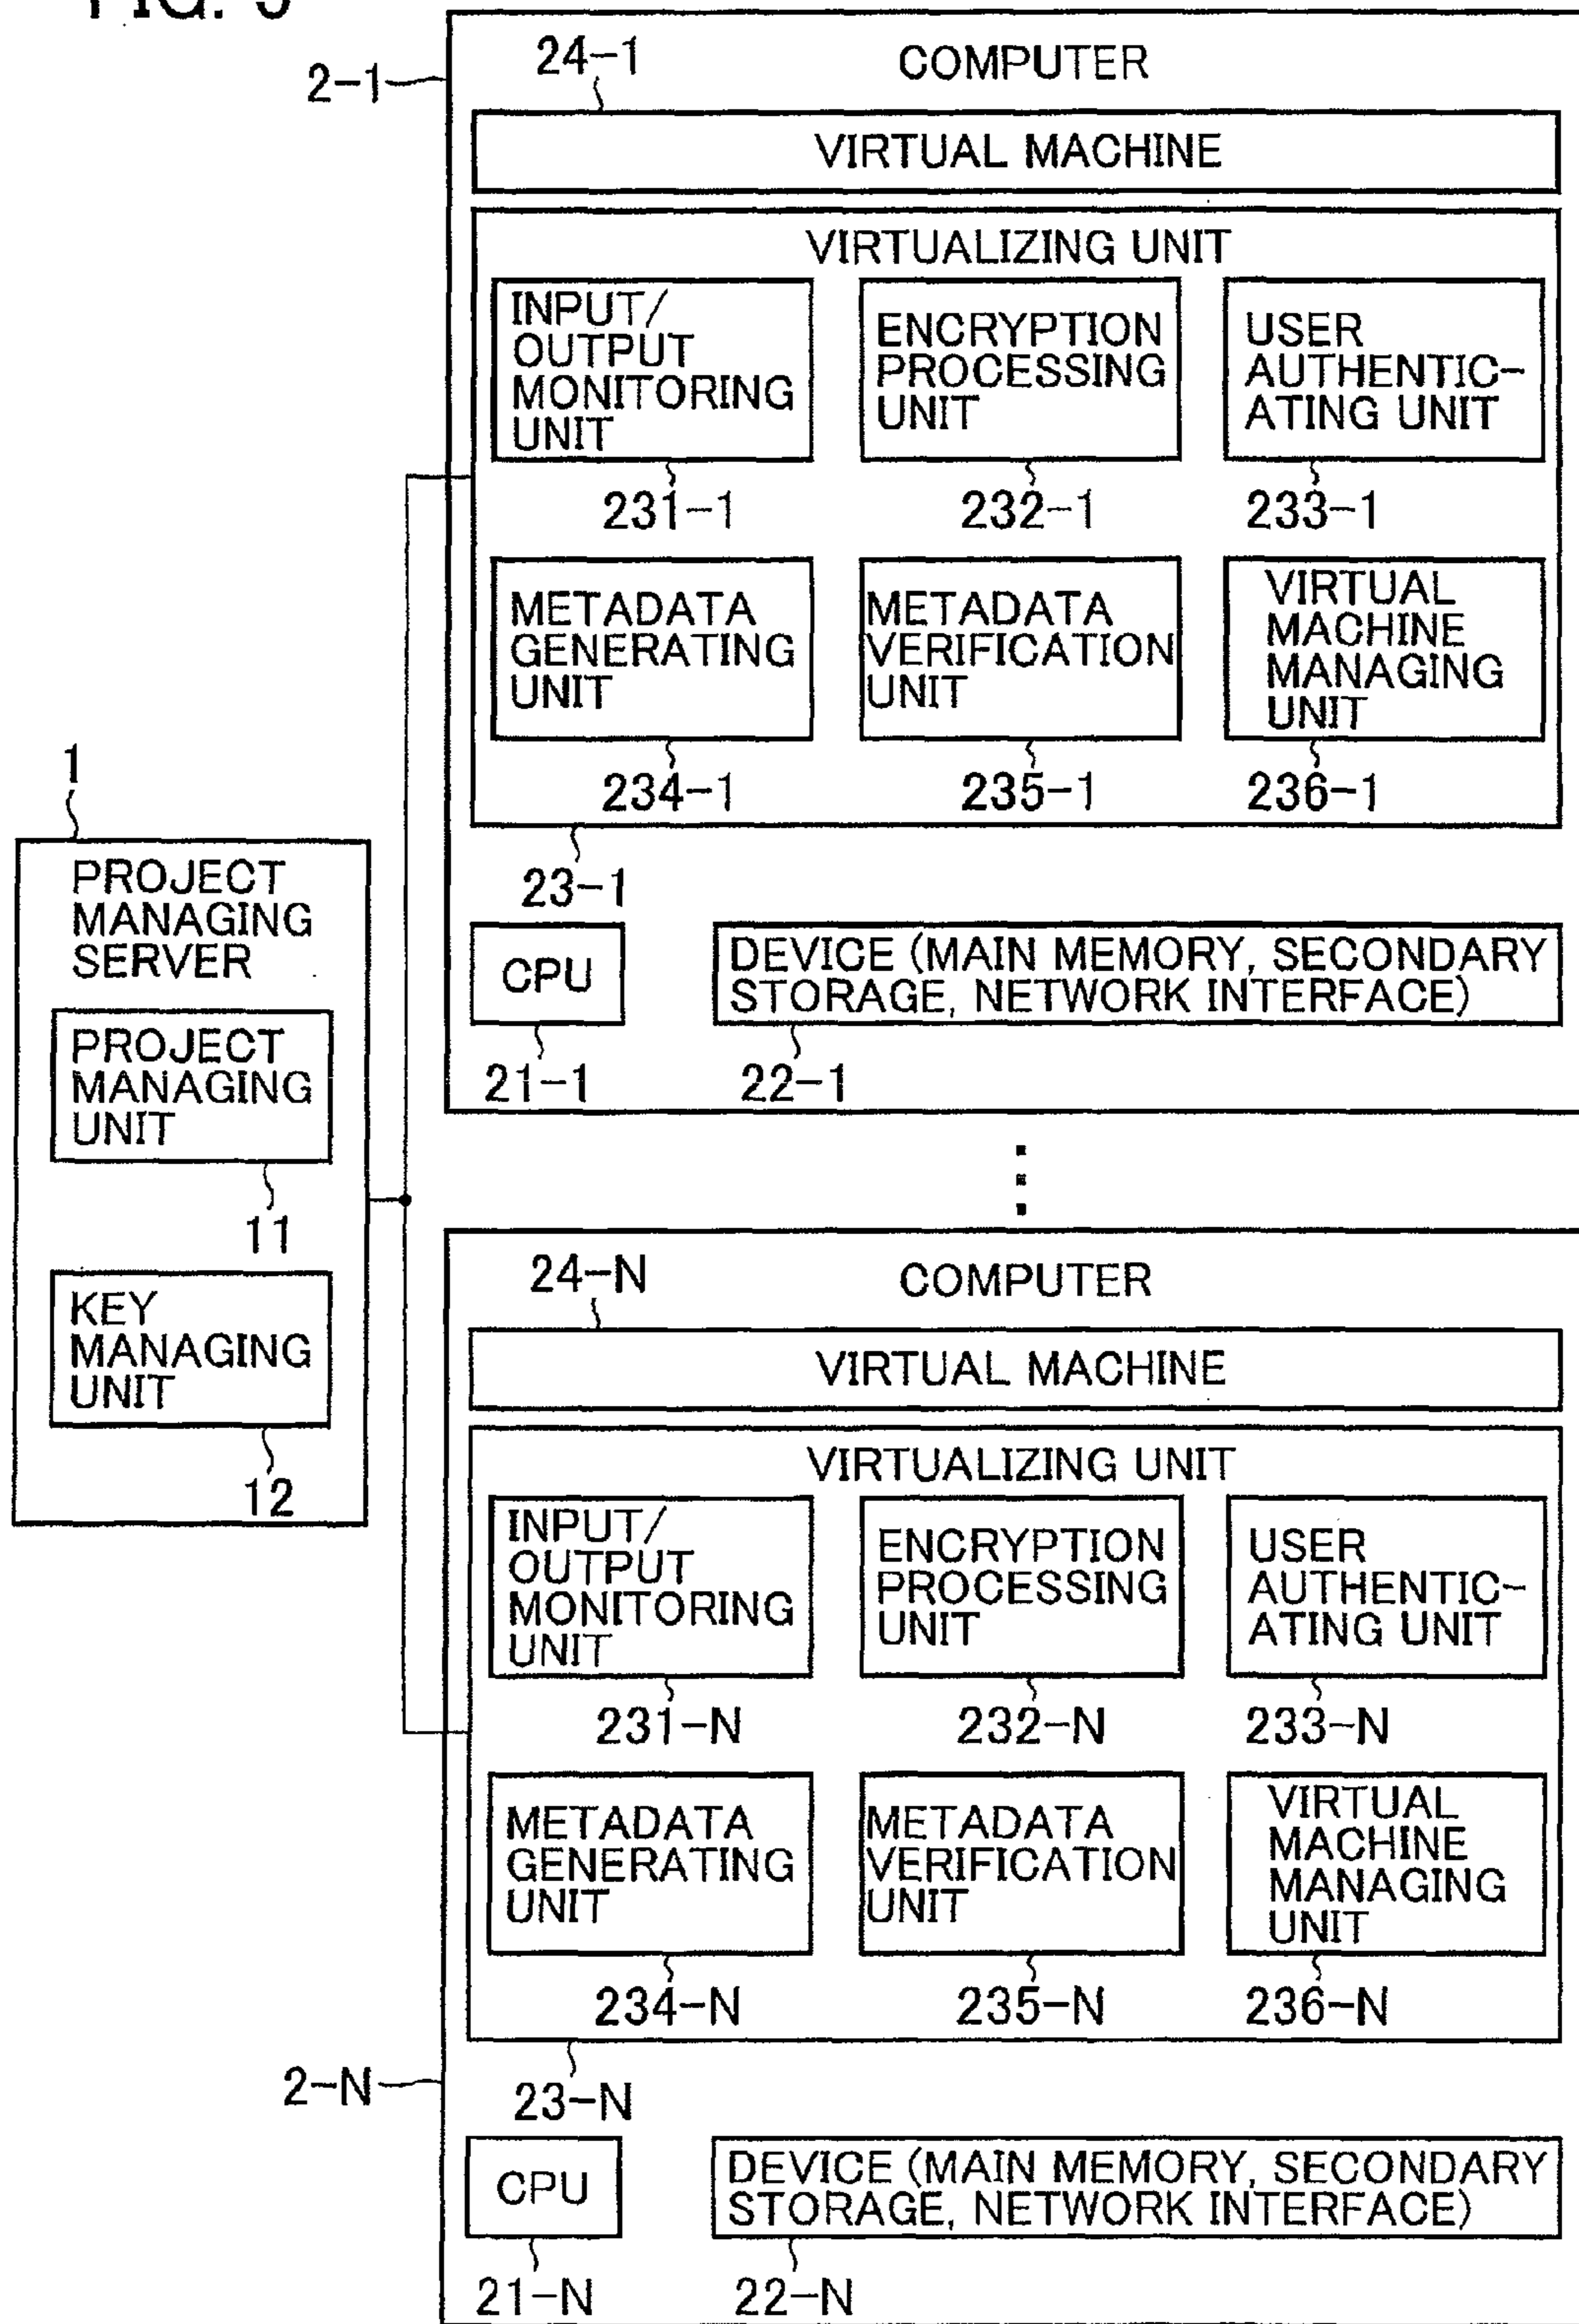 2-1
24-1
COMPUTER
VIRTUAL MACHINE
VIRTUALIZING UNIT
INPUT/
OUTPUT
MONITORING
UNIT
231-1
ENCRYPTION
PROCESSING
UNIT
232-1
USER
AUTHENTIC-
ATING UNIT
233-1
METADATA
GENERATING
UNIT
234-1
METADATA
VERIFICATION
UNIT
235-1
VIRTUAL
MACHINE
MANAGING
UNIT
236-1
23-1
CPU
21-1
DEVICE (MAIN MEMORY, SECONDARY
STORAGE, NETWORK INTERFACE)
22-1
1
PROJECT
MANAGING
SERVER
PROJECT
MANAGING
UNIT
11
KEY
MANAGING
UNIT
12
24-N
COMPUTER
VIRTUAL MACHINE
VIRTUALIZING UNIT
INPUT/
OUTPUT
MONITORING
UNIT
231-N
ENCRYPTION
PROCESSING
UNIT
232-N
USER
AUTHENTIC-
ATING UNIT
233-N
METADATA
GENERATING
UNIT
234-N
METADATA
VERIFICATION
UNIT
235-N
VIRTUAL
MACHINE
MANAGING
UNIT
236-N
2-N
23-N
CPU
21-N
DEVICE (MAIN MEMORY, SECONDARY
STORAGE, NETWORK INTERFACE)
22-N